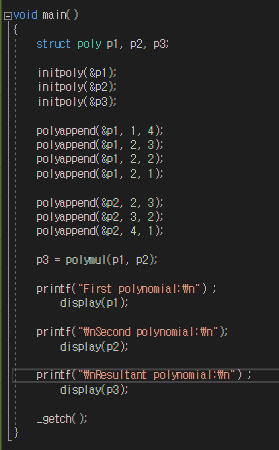 void main()
{
struct poly p1, p2, p3;
initpoly(&p1);
initpoly(&p2);
initpoly(&p3);
polyappend(&p1, 1, 4);
polyappend(&p1, 2, 3);
polyappend(&p1, 2, 2);
polyappend(&p1, 2, 1);
polyappend(&p2, 2, 3);
polyappend(&p2, 3, 2);
polyappend(&p2, 4, 1);
p3 = polymul(p1, p2);
printf("First polynomial:₩n") ;
display(p1);
printf("₩nSecond polynomial:₩n");
display(p2);
printf("₩nResultant polynomial:₩n") ;
display(p3);
_getch();
}